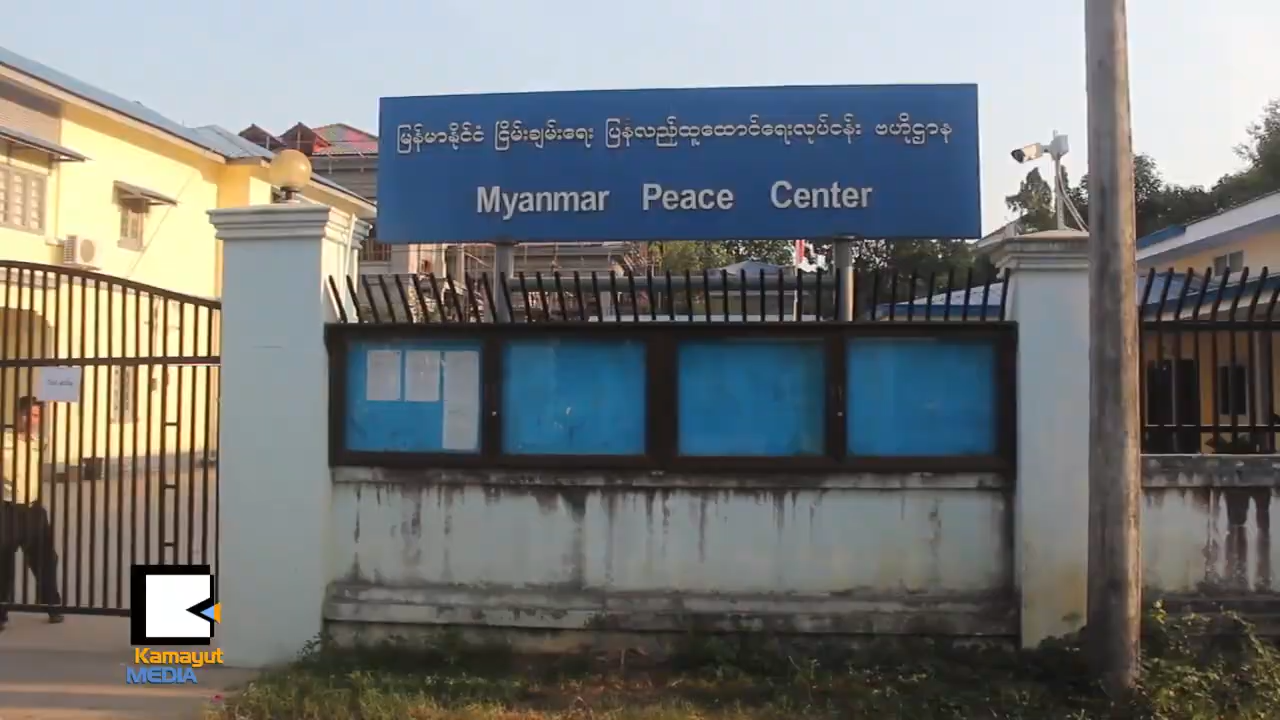 မြန်မာနိုင်ငံ ငြိမ်းချမ်းရေး ပြန်လည်ထူထောင်ရေးလုပ်ငန်း ဗဟိုဌာန
Myanmar Peace Center
Kamayut
MEDIA